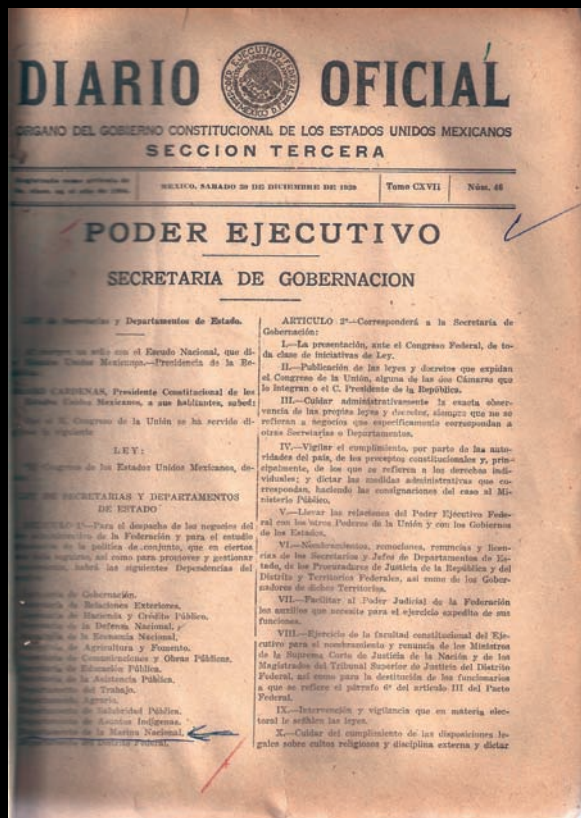 DIARIO OFICIAL
ORGANO DEL GOBIERNO CONSTITUCIONAL DE LOS ESTADOS UNIDOS MEXICANOS
SECCION TERCERA
MEXICO, SABADO 30 DE DICIEMBRE DE 1939
Tomo CXVII
Núm. 46
PODER EJECUTIVO
SECRETARIA DE GOBERNACION
de Secretarías y Departamentos de Estado.
un sello con el Escudo Nacional, que di-
Unidos Mexicanos.—Presidencia de la Re-
CARDENAS, Presidente Constitucional de los
Unidos Mexicanos, a sus habitantes, sabed:
el H. Congreso de la Unión se ha servido di-
LEY:
de los Estados Unidos Mexicanos, de-
DE SECRETARIAS Y DEPARTAMENTOS
DE ESTADO
1º—Para el despacho de los negocios del
de la Federación y para el estudio
de la política de conjunto, que en ciertos
así como para promover y gestionar
habrá las siguientes Dependencias del
de Gobernación.
de Relaciones Exteriores.
de Hacienda y Crédito Público.
de la Defensa Nacional.
de la Economía Nacional.
de Agricultura y Fomento.
de Comunicaciones y Obras Públicas.
de Educación Pública.
de la Asistencia Pública.
del Trabajo.
Agrario.
de Salubridad Pública.
de Asuntos Indígenas.
de la Marina Nacional.
del Distrito Federal.
ARTICULO 2º—Corresponderá a la Secretaría de
Gobernación:
I.—La presentación, ante el Congreso Federal, de to-
da clase de iniciativas de Ley.
II.—Publicación de las leyes y decretos que expidan
el Congreso de la Unión, alguna de las dos Cámaras que
lo integran o el C. Presidente de la República.
III.—Cuidar administrativamente la exacta obser-
vancia de las propias leyes y decretos, siempre que no se
refieran a negocios que específicamente correspondan a
otras Secretarías o Departamentos.
IV.—Vigilar el cumplimiento, por parte de las auto-
ridades del país, de los preceptos constitucionales y, prin-
cipalmente, de los que se refieren a los derechos indi-
viduales; y dictar las medidas administrativas que co-
rrespondan, haciendo las consignaciones del caso al Mi-
nisterio Público.
V.—Llevar las relaciones del Poder Ejecutivo Fede-
ral con los otros Poderes de la Unión y con los Gobiernos
de los Estados.
VI.—Nombramientos, remociones, renuncias y licen-
cias de los Secretarios y Jefes de Departamentos de Es-
tado, de los Procuradores de Justicia de la República y del
Distrito y Territorios Federales, así como de los Gober-
nadores de dichos Territorios.
VII.—Facilitar al Poder Judicial de la Federación
los auxilios que necesite para el ejercicio expedito de sus
funciones.
VIII.—Ejercicio de la facultad constitucional del Eje-
cutivo para el nombramiento y renuncia de los Ministros
de la Suprema Corte de Justicia de la Nación y de los
Magistrados del Tribunal Superior de Justicia del Distrito
Federal, así como para la destitución de los funcionarios
a que se refiere el párrafo 6º del artículo III del Pacto
Federal.
IX.—Intervención y vigilancia que en materia elec-
toral le señalen las leyes.
X.—Cuidar del cumplimiento de las disposiciones le-
gales sobre cultos religiosos y disciplina externa y dictar